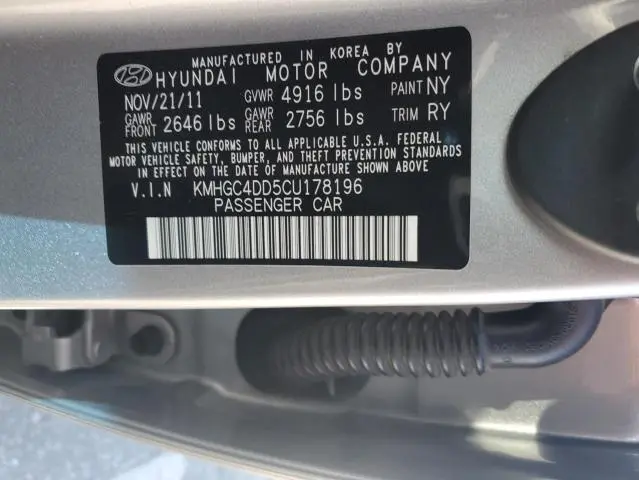 MANUFACTURED IN KOREA BY
HYUNDAI MOTOR COMPANY
NOV/21/11 GVWR 4916 lbs PAINT NY
GAWR FRONT 2646 lbs GAWR REAR 2756 lbs TRIM RY
THIS VEHICLE CONFORMS TO ALL APPLICABLE U.S.A. FEDERAL
MOTOR VEHICLE SAFETY, BUMPER, AND THEFT PREVENTION STANDARDS
IN EFFECT ON THE DATE OF MANUFACTURE SHOWN ABOVE
V.I.N KMHGC4DD5CU178196
PASSENGER CAR